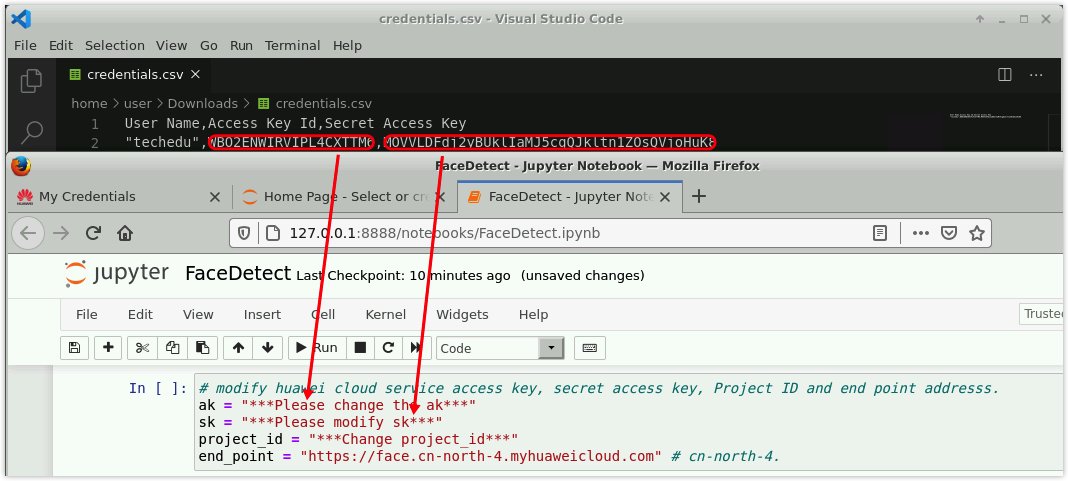 credentials.csv - Visual Studio Code
File Edit Selection View Go Run Terminal Help
credentials.csv
home > user > Downloads > credentials.csv
1 User Name,Access Key Id,Secret Access Key
2 "techedu",
FaceDetect - Jupyter Notebook — Mozilla Firefox
My Credentials
Home Page - Select or cre
FaceDetect - Jupyter Note
127.0.0.1:8888/notebooks/FaceDetect.ipynb
jupyter FaceDetect Last Checkpoint: 10 minutes ago (unsaved changes)
File Edit View Insert Cell Kernel Widgets Help
Trusted
Run Code
In [ ]: # modify huawei cloud service access key, secret access key, Project ID and end point addresss.
ak = "***Please change the ak***"
sk = "***Please modify sk***"
project_id = "***Change project_id***"
end_point = "https://face.cn-north-4.myhuaweicloud.com" # cn-north-4.